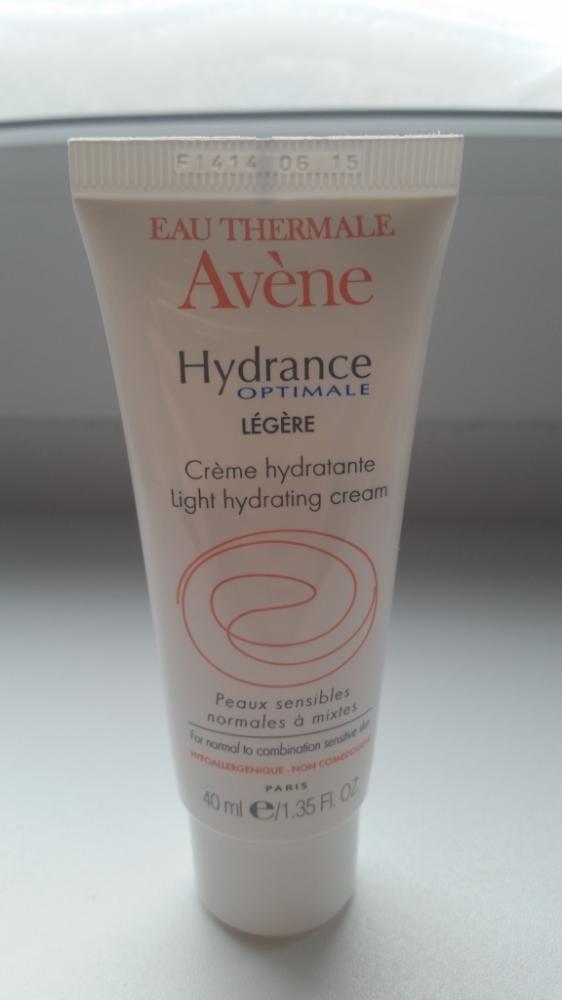 F1414 06 15
EAU THERMALE
Avène
Hydrance
OPTIMALE
LÉGÈRE
Crème hydratante
Light hydrating cream
Peaux sensibles
normales à mixtes
For normal to combination sensitive skin
HYPOALLERGENIQUE - NON COMEDOGENE
PARIS
40 ml e/1.35 Fl. OZ